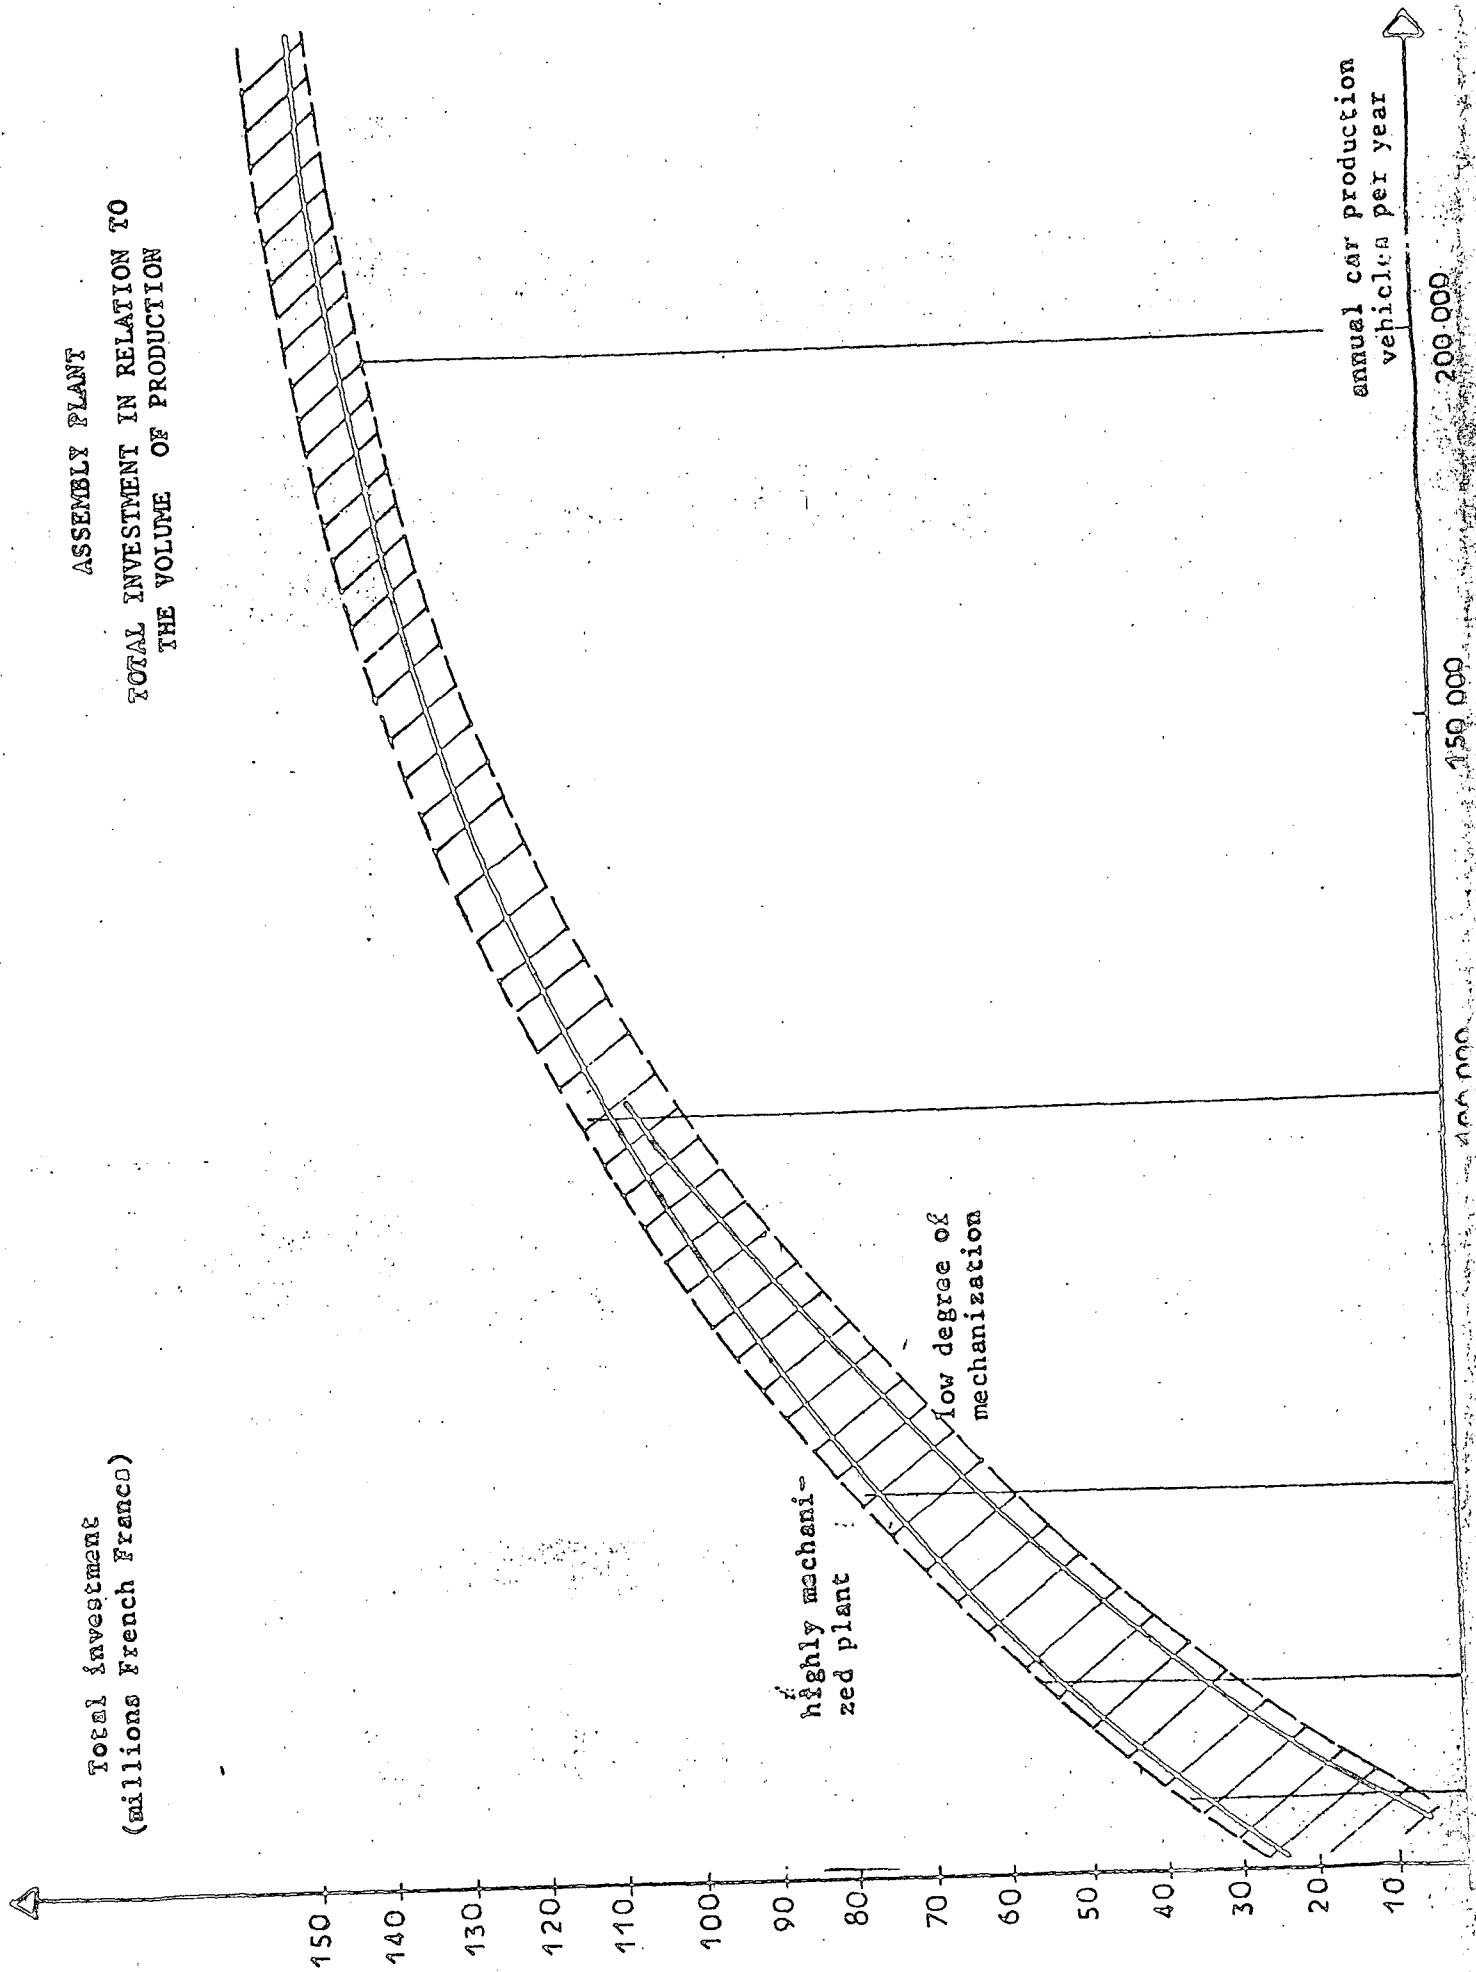 ASSEMBLY PLANT
TOTAL INVESTMENT IN RELATION TO
THE VOLUME OF PRODUCTION
Total investment
(millions French Francs)
150
140
130
120
110
100
90
80
70
60
50
40
30
20
10
highly mechani-
zed plant
low degree of
mechanization
annual car production
vehicles per year
100 000
150 000
200 000